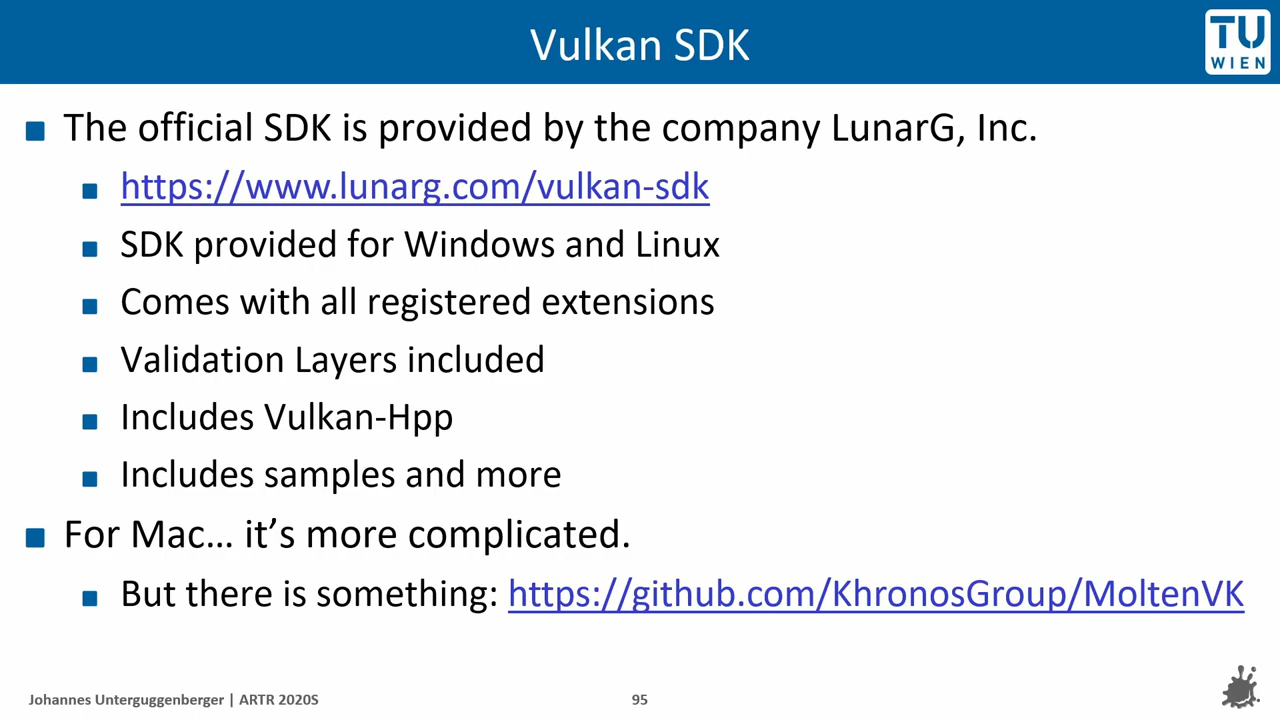 Vulkan SDK
TU
WIEN
The official SDK is provided by the company LunarG, Inc.
https://www.lunarg.com/vulkan-sdk
SDK provided for Windows and Linux
Comes with all registered extensions
Validation Layers included
Includes Vulkan-Hpp
Includes samples and more
For Mac… it’s more complicated.
But there is something: https://github.com/KhronosGroup/MoltenVK
Johannes Unterguggenberger | ARTR 2020S
95